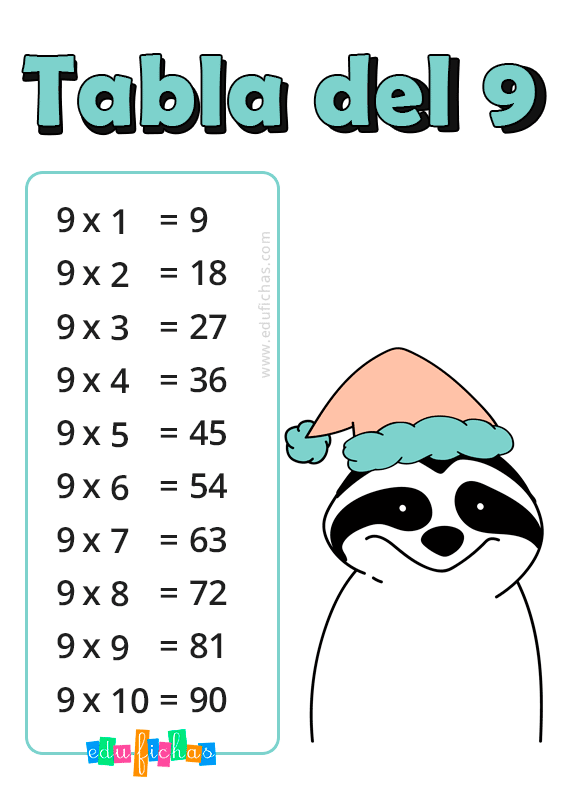 Tabla del 9
9 x 1 = 9
9 x 2 = 18
9 x 3 = 27
9 x 4 = 36
9 x 5 = 45
9 x 6 = 54
9 x 7 = 63
9 x 8 = 72
9 x 9 = 81
9 x 10 = 90
www.edufichas.com
edufichas